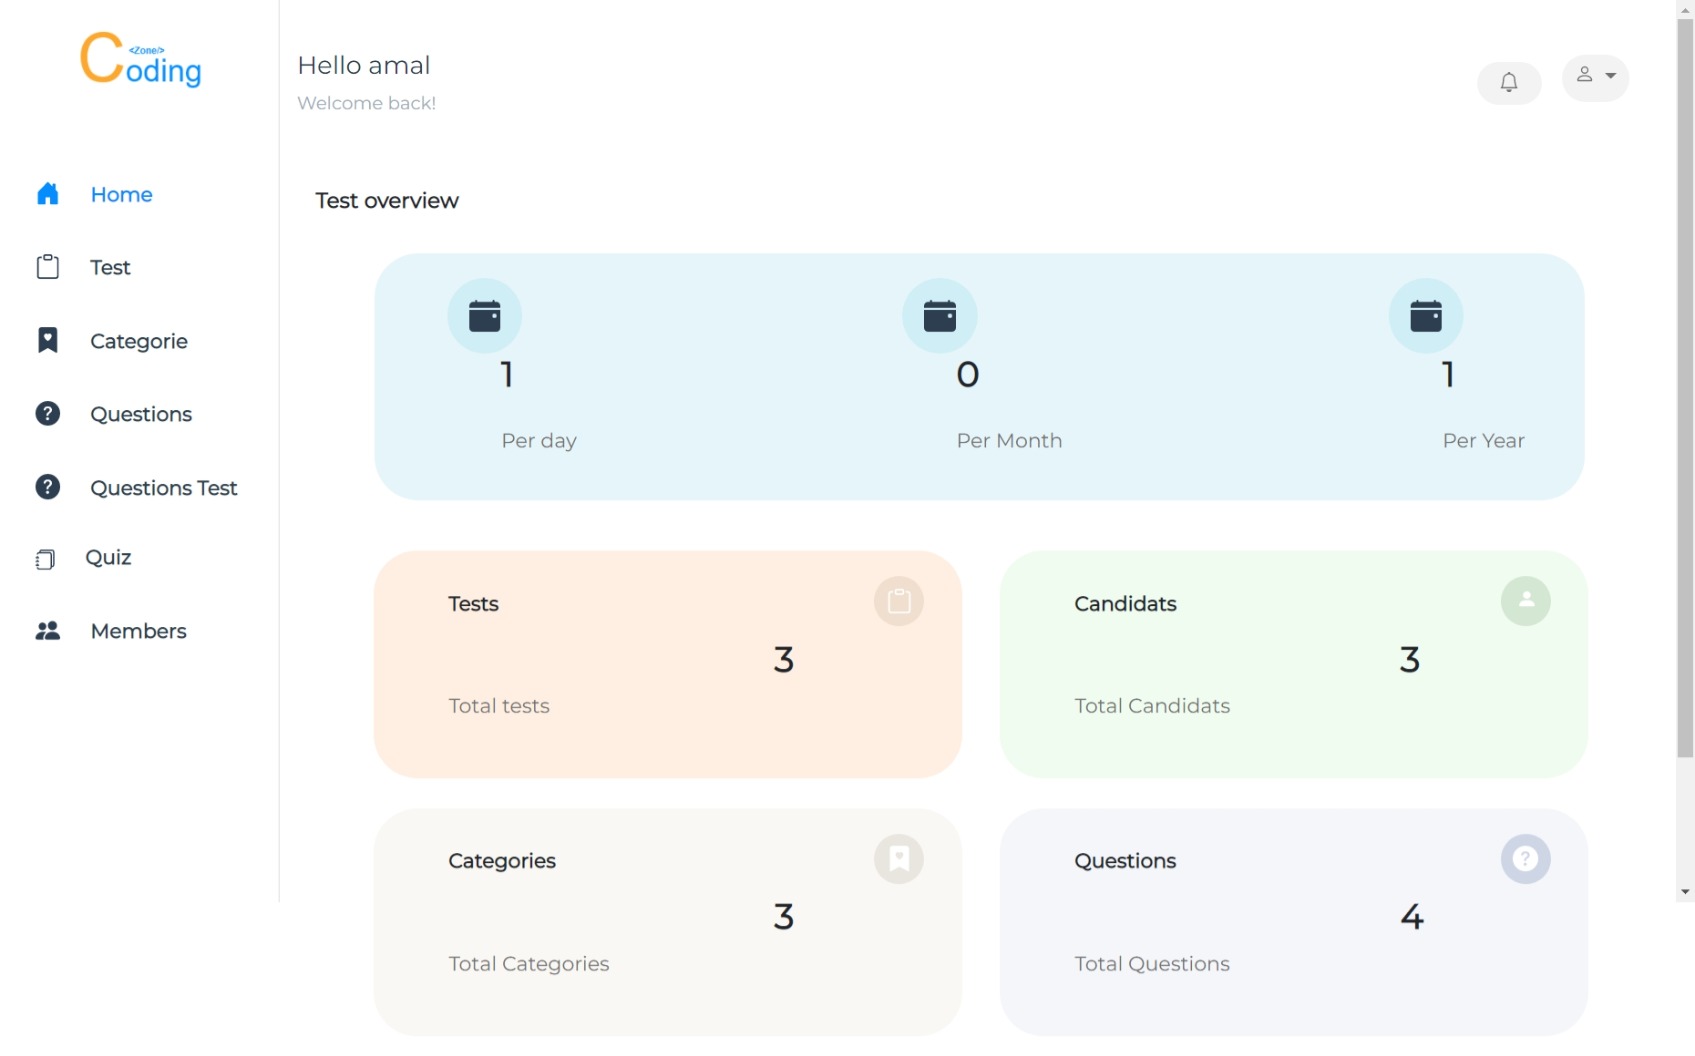 <Zone/>
Coding
Hello amal
Welcome back!
Home
Test
Categorie
Questions
Questions Test
Quiz
Members
Test overview
1
Per day
0
Per Month
1
Per Year
Tests
3
Total tests
Candidats
3
Total Candidats
Categories
3
Total Categories
Questions
4
Total Questions